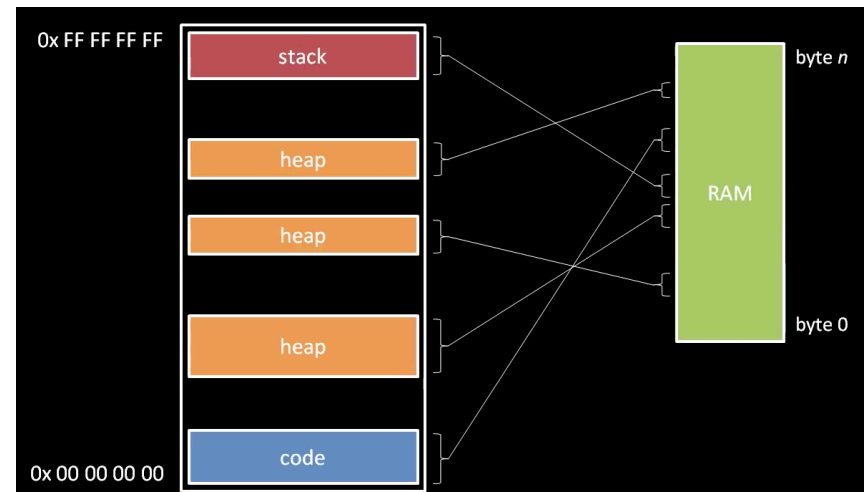 0x FF FF FF FF
stack
byte n
heap
RAM
heap
byte 0
heap
code
0x 00 00 00 00